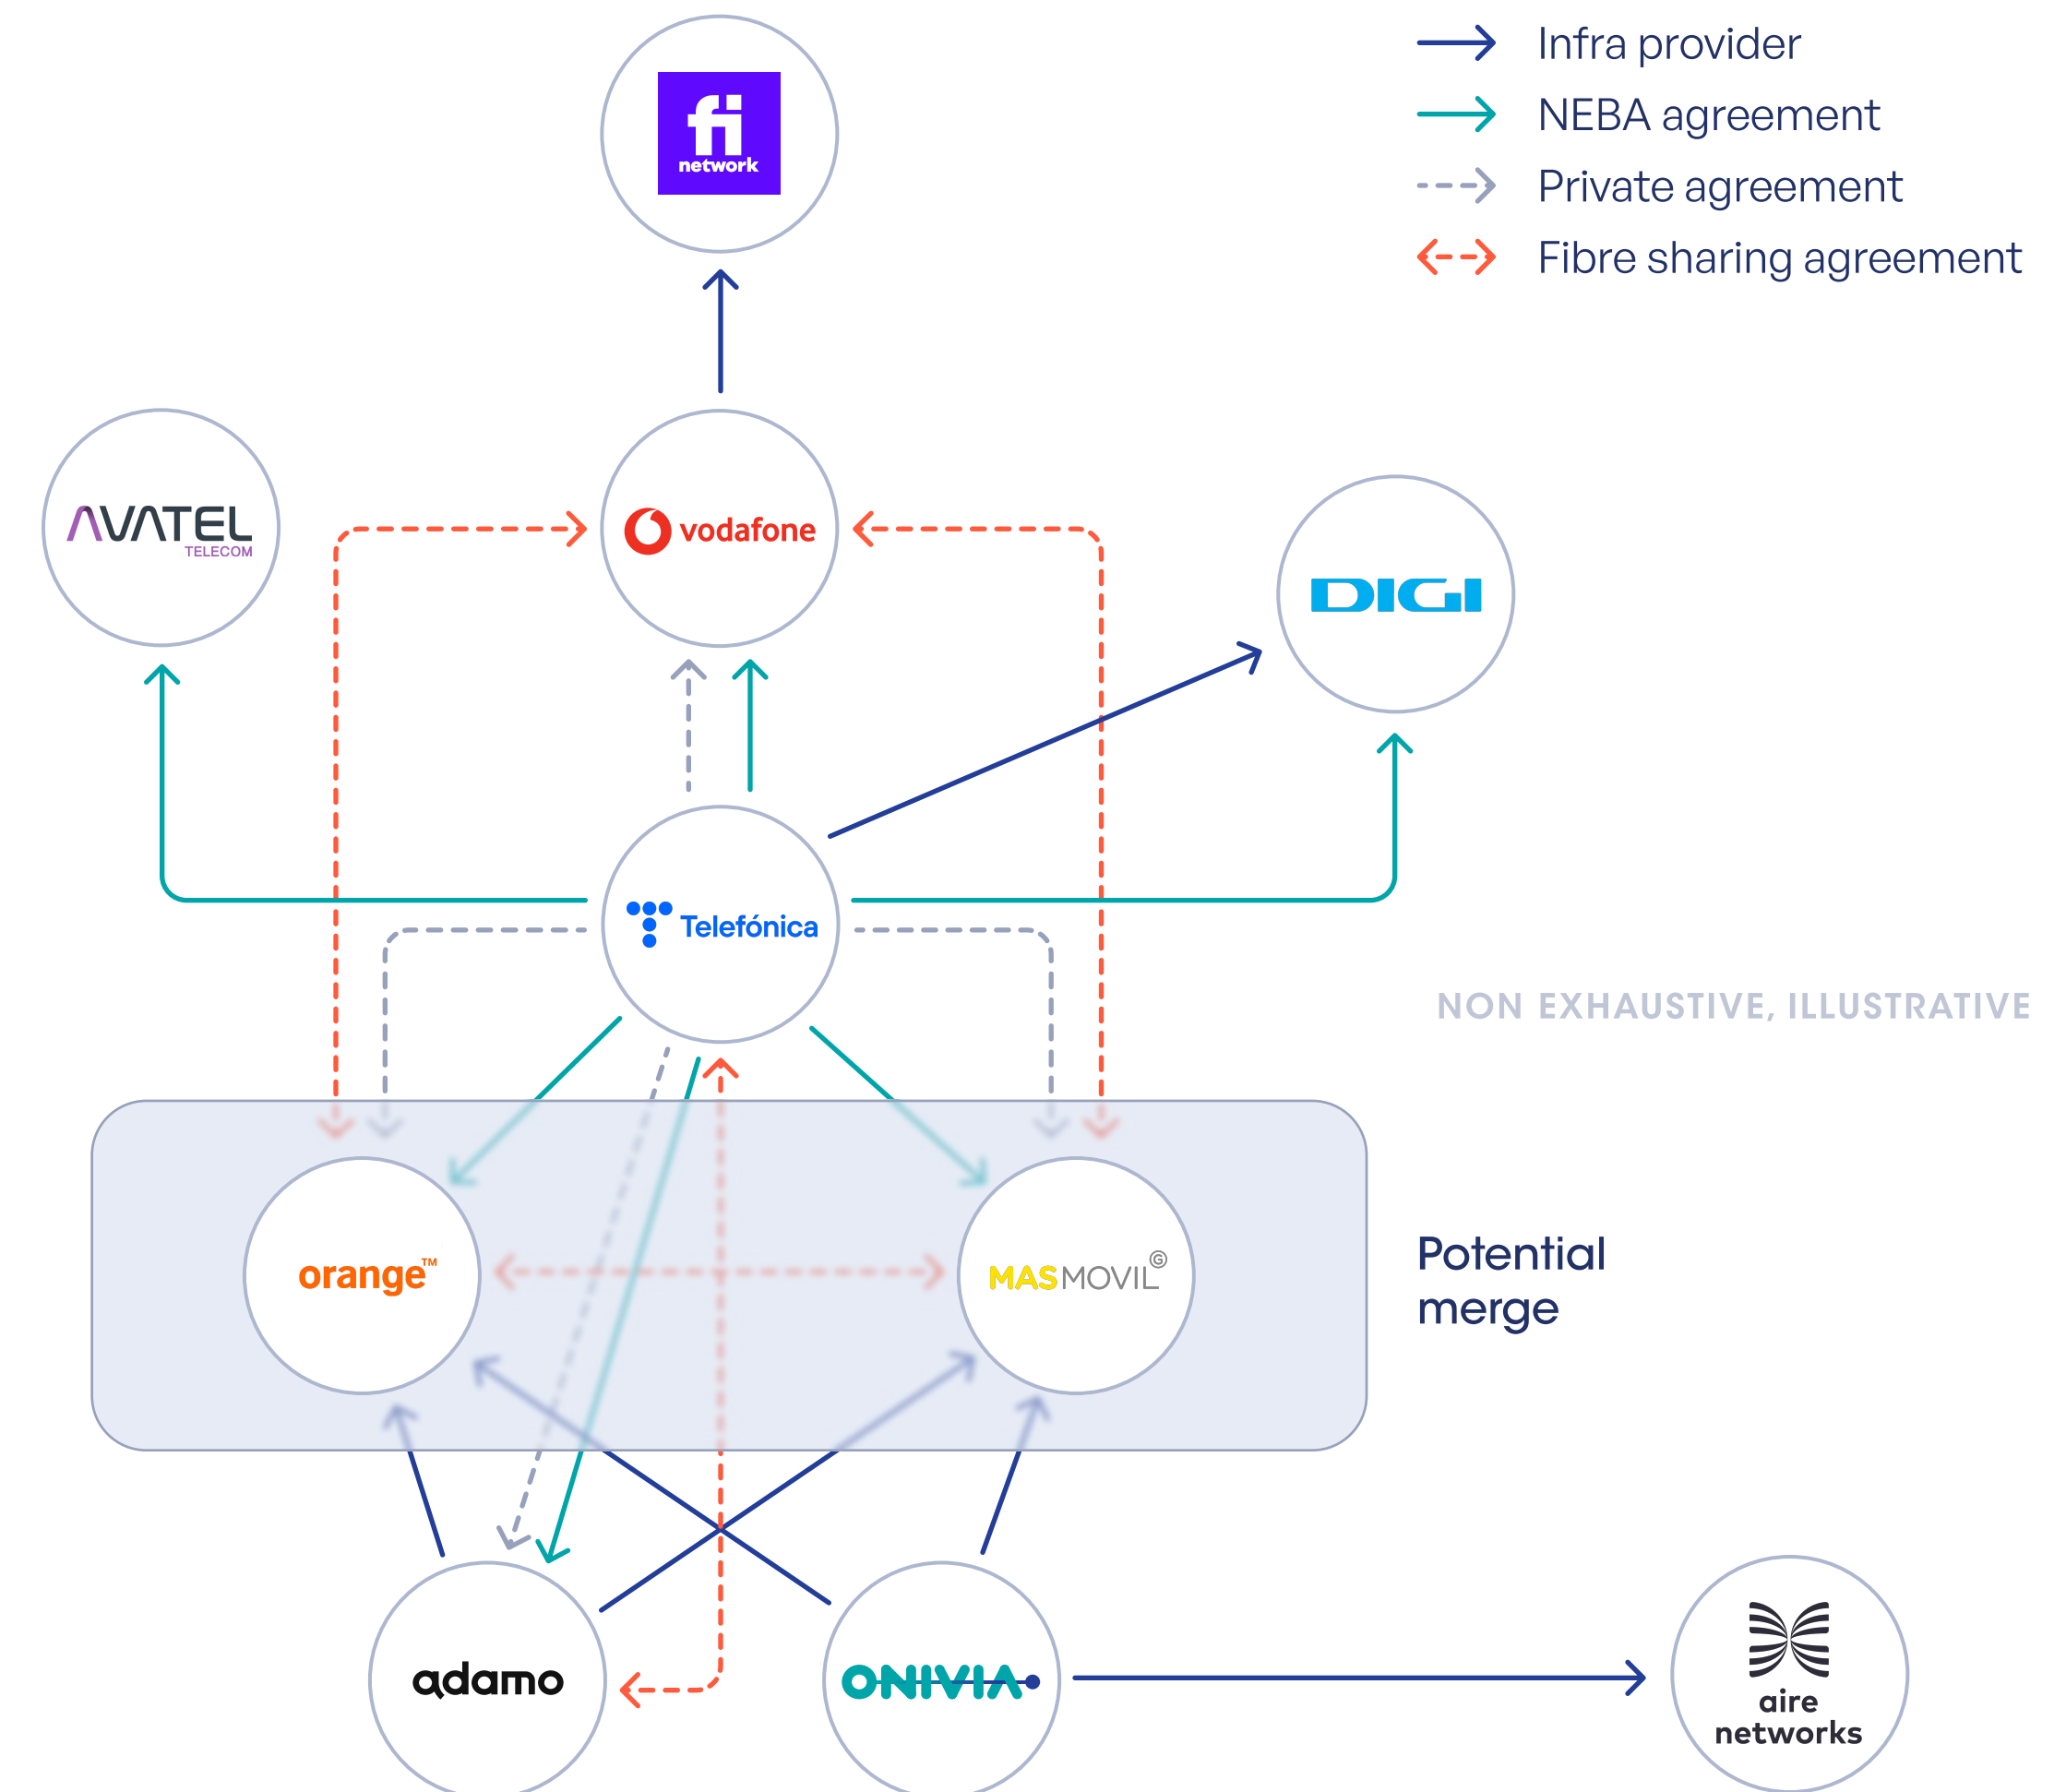 fi
network
Infra provider
NEBA agreement
Private agreement
Fibre sharing agreement
AVATEL
TELECOM
vodafone
DIGI
Telefónica
NON EXHAUSTIVE, ILLUSTRATIVE
orange™
MASMOVIL G
Potential
merge
adamo
ONIVIA
aire
networks